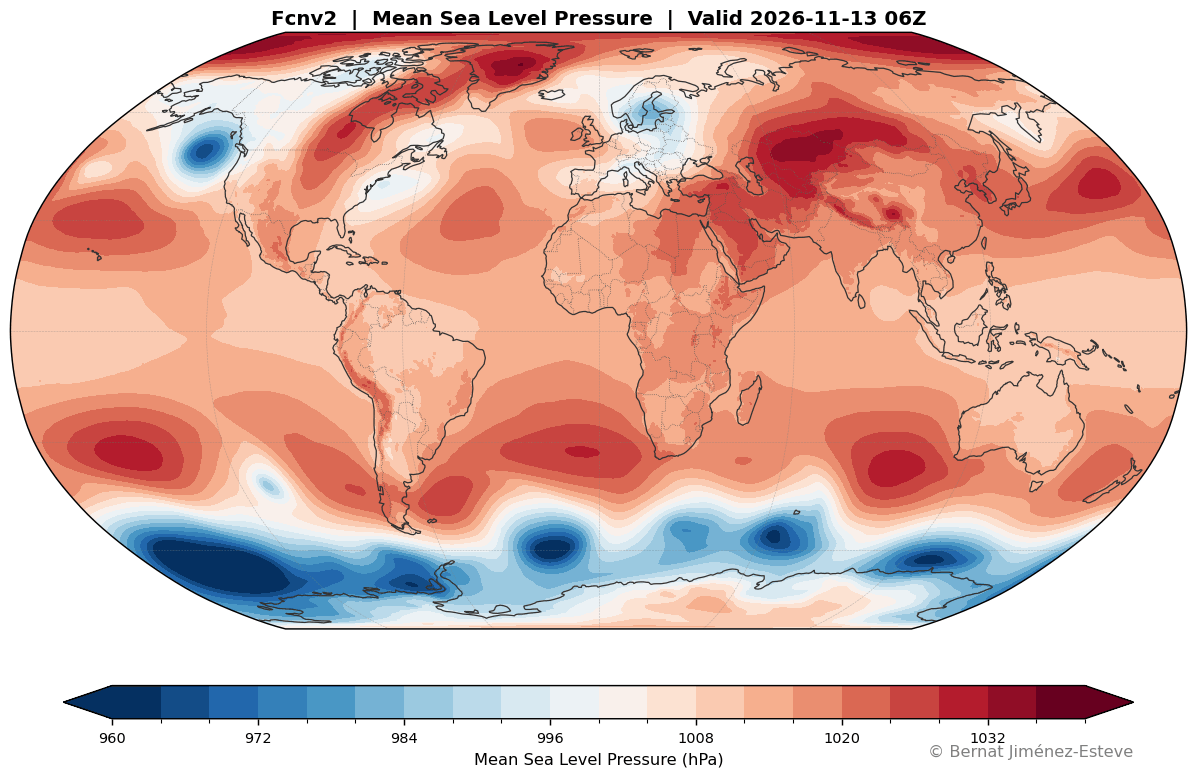 Fcnv2 | Mean Sea Level Pressure | Valid 2026-11-13 06Z
960 972 984 996 1008 1020 1032
Mean Sea Level Pressure (hPa)
© Bernat Jiménez-Esteve